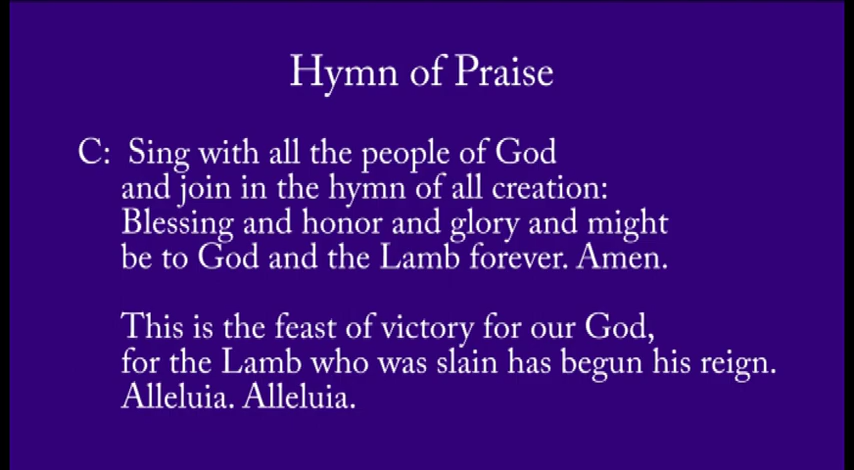 Hymn of Praise
C: Sing with all the people of God
and join in the hymn of all creation:
Blessing and honor and glory and might
be to God and the Lamb forever. Amen.
This is the feast of victory for our God,
for the Lamb who was slain has begun his reign.
Alleluia. Alleluia.